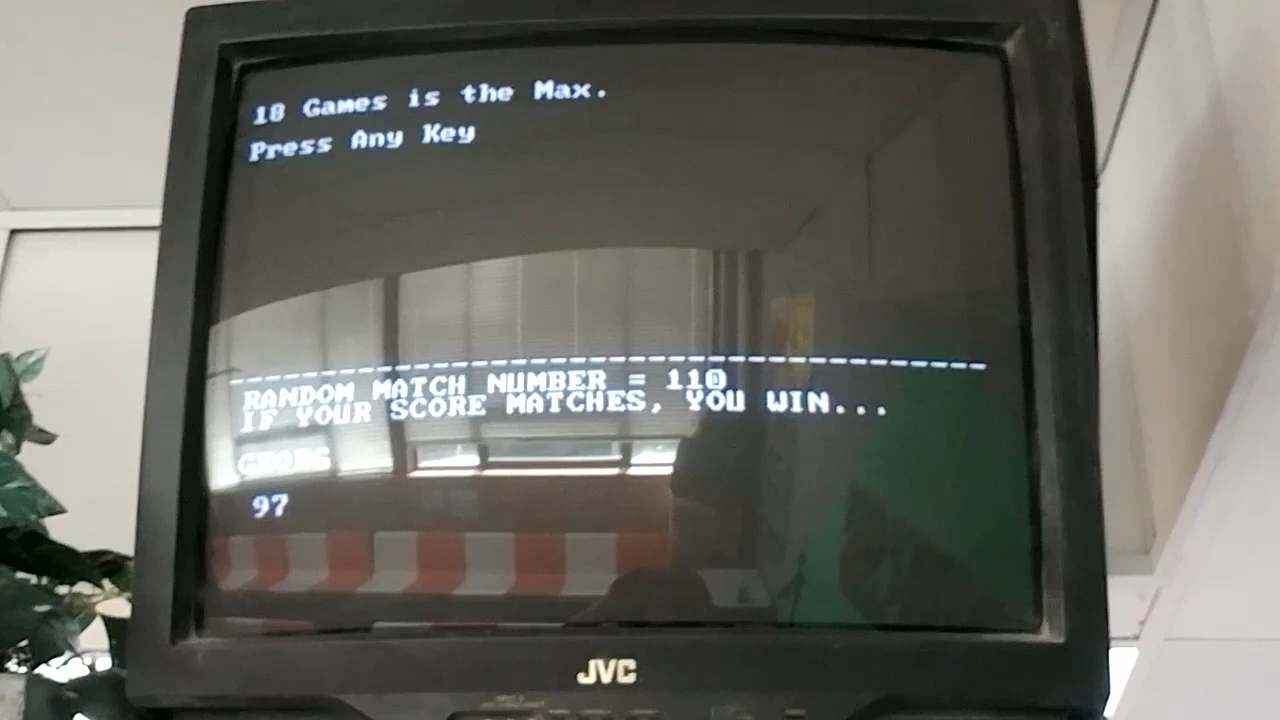 18 Games is the Max.
Press Any Key
RANDOM MATCH NUMBER = 110
IF YOUR SCORE MATCHES, YOU WIN...
GEORG
97
JVC